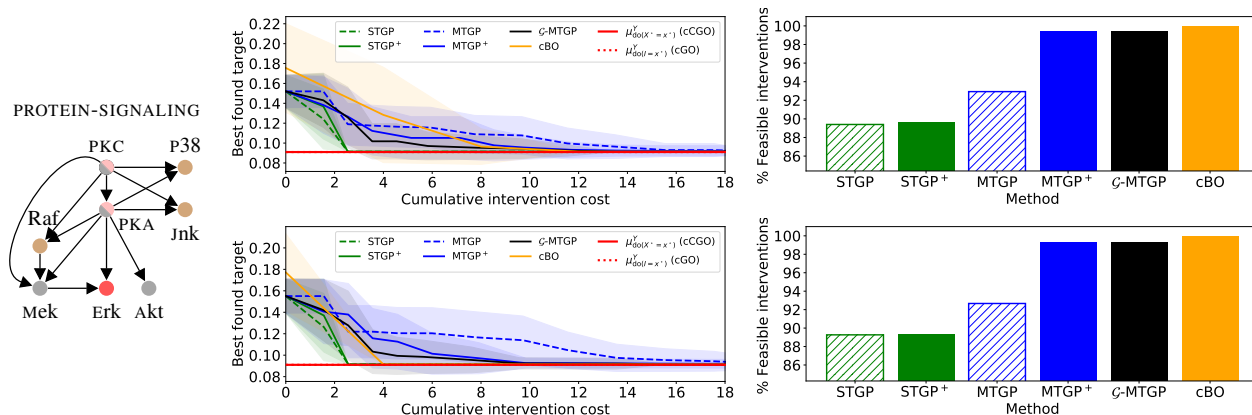 PROTEIN-SIGNALING
PKC
P38
Raf
PKA
Jnk
Mek
Erk
Akt
Best found target
0.22
0.20
0.18
0.16
0.14
0.12
0.10
0.08
STGP
STGP⁺
MTGP
MTGP⁺
𝒢-MTGP
cBO
μ^Y_do(X⋆=x⋆) (cCGO)
μ^Y_do(I=x⋆) (cGO)
0 2 4 6 8 10 12 14 16 18
Cumulative intervention cost
% Feasible interventions
100
98
96
94
92
90
88
86
STGP STGP⁺ MTGP MTGP⁺ 𝒢-MTGP cBO
Method
Best found target
0.20
0.18
0.16
0.14
0.12
0.10
0.08
STGP
STGP⁺
MTGP
MTGP⁺
𝒢-MTGP
cBO
μ^Y_do(X⋆=x⋆) (cCGO)
μ^Y_do(I=x⋆) (cGO)
0 2 4 6 8 10 12 14 16 18
Cumulative intervention cost
% Feasible interventions
100
98
96
94
92
90
88
86
STGP STGP⁺ MTGP MTGP⁺ 𝒢-MTGP cBO
Method